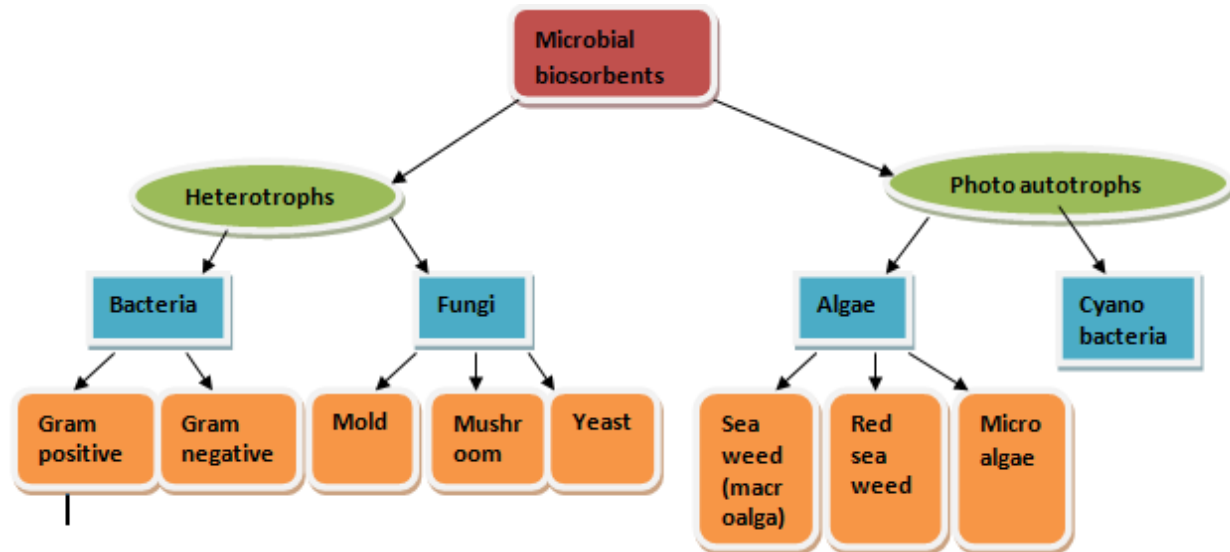 Microbial
biosorbents
Heterotrophs
Photo autotrophs
Bacteria
Fungi
Algae
Cyano
bacteria
Gram
positive
Gram
negative
Mold
Mushr
oom
Yeast
Sea
weed
(macr
oalga)
Red
sea
weed
Micro
algae